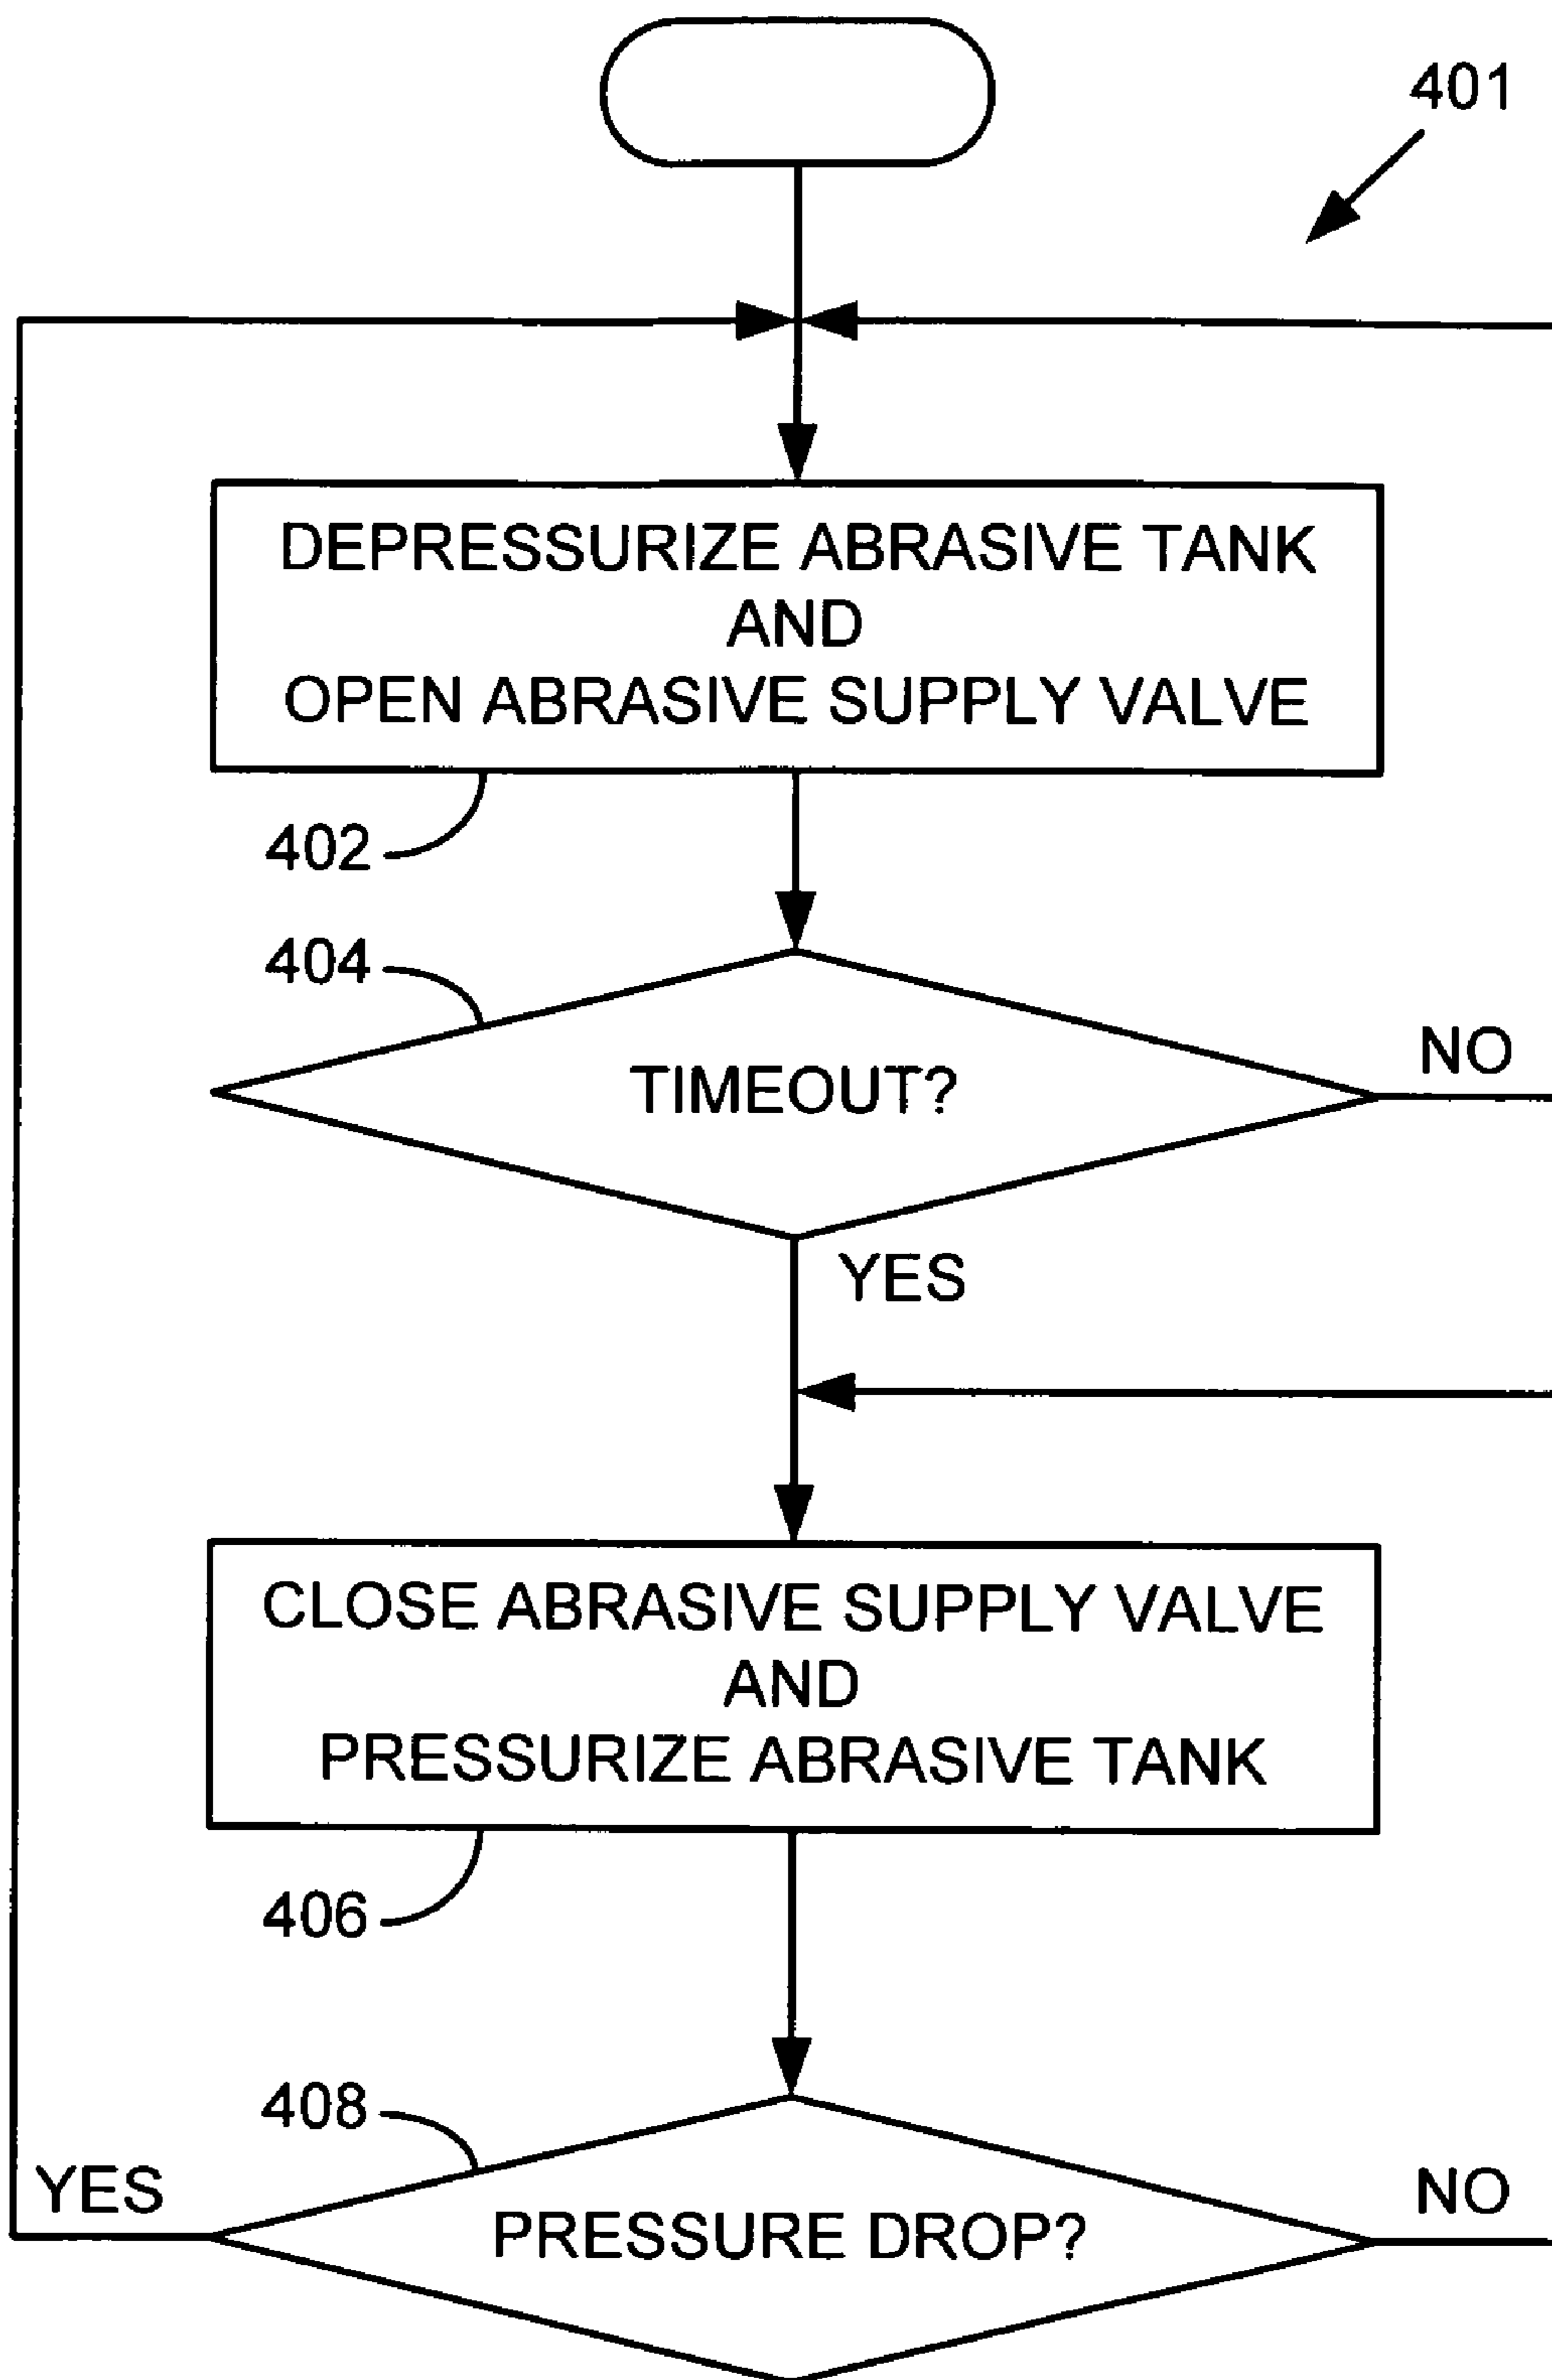 401
DEPRESSURIZE ABRASIVE TANK
AND
OPEN ABRASIVE SUPPLY VALVE
402
404
TIMEOUT?
NO
YES
CLOSE ABRASIVE SUPPLY VALVE
AND
PRESSURIZE ABRASIVE TANK
406
408
YES
PRESSURE DROP?
NO